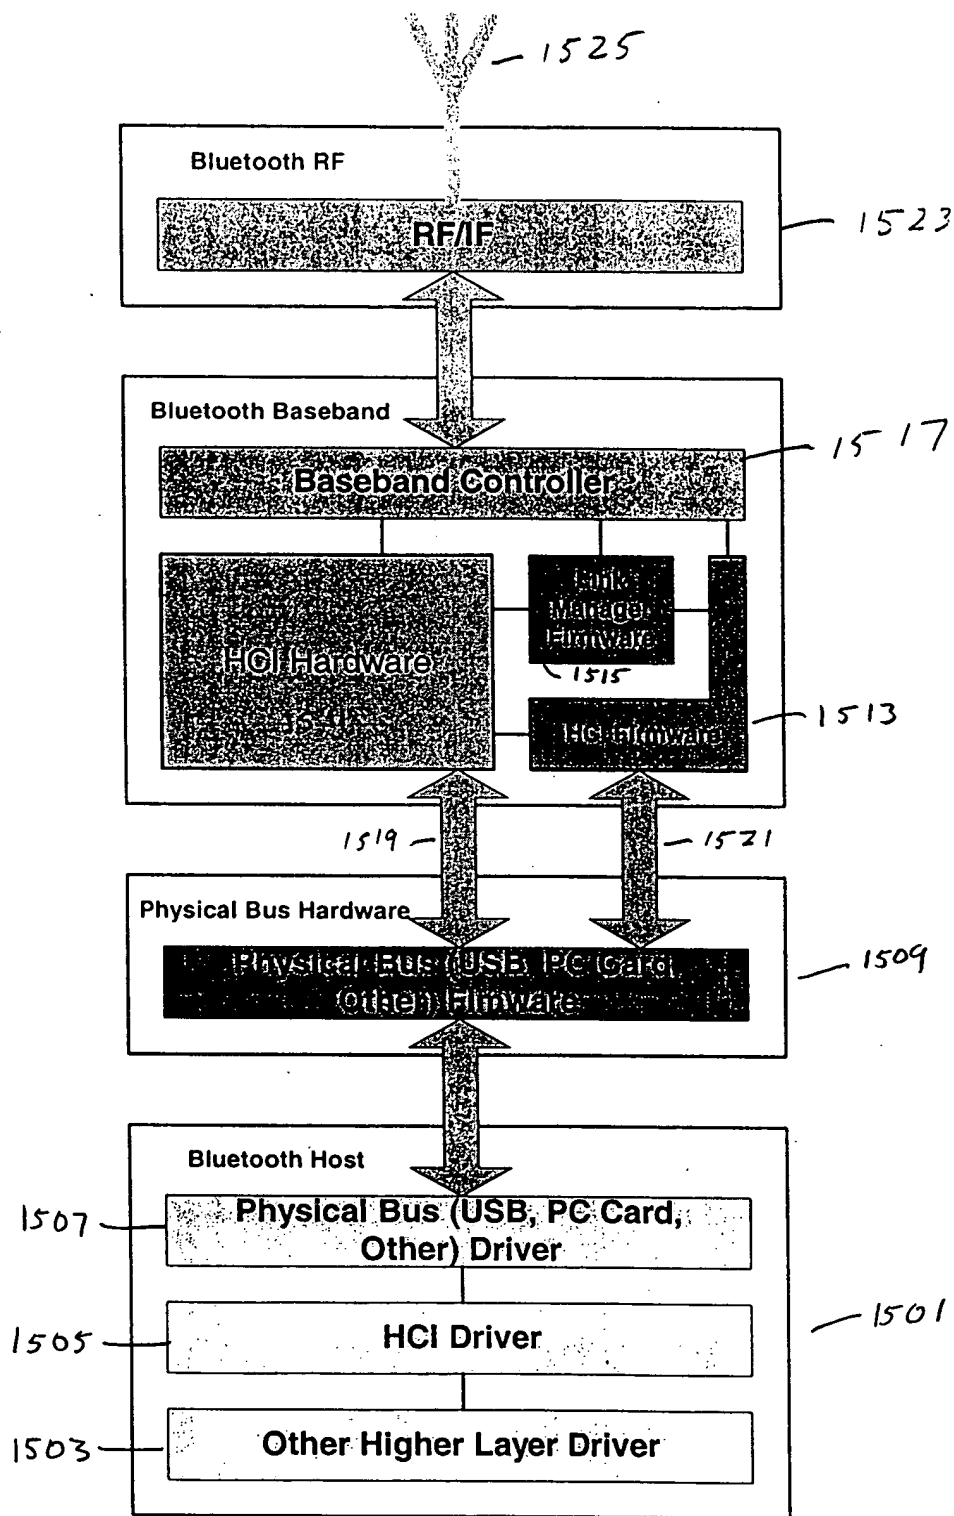 1525
Bluetooth RF
RF/IF
1523
Bluetooth Baseband
1517
Baseband Controller
Link
Manager
Firmware
HCI Hardware
1515
1513
HCI Firmware
1519
1521
Physical Bus Hardware
1509
Physical Bus (USB, PC Card,
Other) Firmware
Bluetooth Host
1507
Physical Bus (USB, PC Card,
Other) Driver
1501
1505
HCI Driver
1503
Other Higher Layer Driver